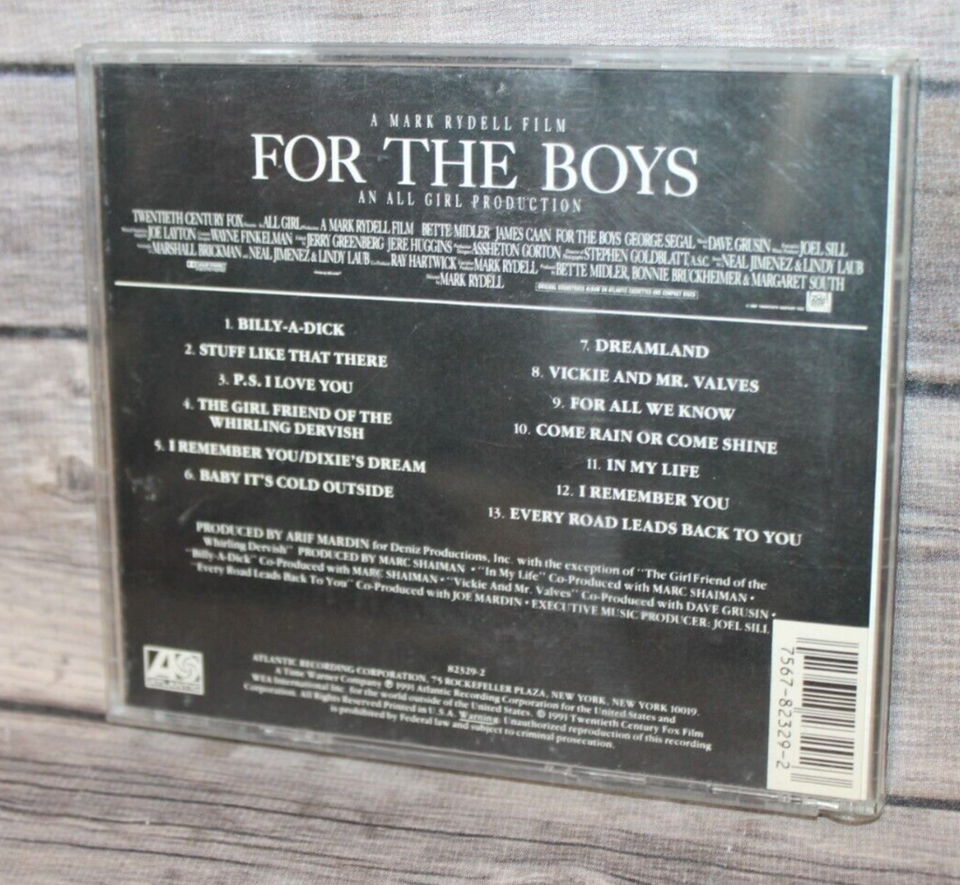 A MARK RYDELL FILM
FOR THE BOYS
AN ALL GIRL PRODUCTION
TWENTIETH CENTURY FOX ALL GIRL A MARK RYDELL FILM BETTE MIDLER JAMES CAAN FOR THE BOYS GEORGE SEGAL DAVE GRUSIN JOEL SILL
JOE LAYTON WAYNE FINKELMAN JERRY GREENBERG JERE HUGGINS ASSHETON GORTON STEPHEN GOLDBLATT, A.S.C. NEAL JIMENEZ & LINDY LAUB
MARSHALL BRICKMAN NEAL JIMENEZ & LINDY LAUB RAY HARTWICK MARK RYDELL BETTE MIDLER, BONNIE BRUCKHEIMER & MARGARET SOUTH
MARK RYDELL
ORIGINAL SOUNDTRACK ALBUM ON ATLANTIC CASSETTES AND COMPACT DISCS
1. BILLY-A-DICK
2. STUFF LIKE THAT THERE
3. P.S. I LOVE YOU
4. THE GIRL FRIEND OF THE
WHIRLING DERVISH
5. I REMEMBER YOU/DIXIE'S DREAM
6. BABY IT'S COLD OUTSIDE
7. DREAMLAND
8. VICKIE AND MR. VALVES
9. FOR ALL WE KNOW
10. COME RAIN OR COME SHINE
11. IN MY LIFE
12. I REMEMBER YOU
13. EVERY ROAD LEADS BACK TO YOU
PRODUCED BY ARIF MARDIN for Deniz Productions, Inc. with the exception of "The Girl Friend of the
Whirling Dervish" PRODUCED BY MARC SHAIMAN • "In My Life" Co-Produced with MARC SHAIMAN •
"Billy-A-Dick" Co-Produced with MARC SHAIMAN • "Vickie And Mr. Valves" Co-Produced with DAVE GRUSIN •
"Every Road Leads Back To You" Co-Produced with JOE MARDIN • EXECUTIVE MUSIC PRODUCER: JOEL SILL
82329-2
ATLANTIC RECORDING CORPORATION, 75 ROCKEFELLER PLAZA, NEW YORK, NEW YORK 10019.
A Time Warner Company ℗ 1991 Atlantic Recording Corporation for the United States and
WEA International Inc. for the world outside of the United States. © 1991 Twentieth Century Fox Film
Corporation. All Rights Reserved Printed in U.S.A. Warning: Unauthorized reproduction of this recording
is prohibited by Federal law and subject to criminal prosecution.
7567-82329-2